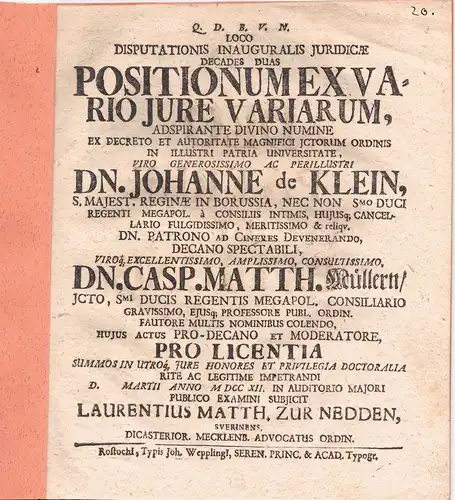 20.
Q. D. B. V. N.
LOCO
DISPUTATIONIS INAUGURALIS JURIDICÆ
DECADES DUAS
POSITIONUM EX VA-
RIO JURE VARIARUM,
ADSPIRANTE DIVINO NUMINE
EX DECRETO ET AUTORITATE MAGNIFICI JCTORUM ORDINIS
IN ILLUSTRI PATRIA UNIVERSITATE,
VIRO GENEROSISSIMO AC PERILLUSTRI
DN. JOHANNE de KLEIN,
S. MAJEST. REGINÆ IN BORUSSIA, NEC NON SMO DUCI
REGENTI MEGAPOL. à CONSILIIS INTIMIS, HUJUSq; CANCEL-
LARIO FULGIDISSIMO, MERITISSIMO & reliqv.
DN. PATRONO AD CINERES DEVENERANDO,
DECANO SPECTABILI,
VIROq; EXCELLENTISSIMO, AMPLISSIMO, CONSULTISSIMO,
DN. CASP. MATTH. Müllern/
JCTO, SMI DUCIS REGENTIS MEGAPOL. CONSILIARIO
GRAVISSIMO, EJUSq; PROFESSORE PUBL. ORDIN.
FAUTORE MULTIS NOMINIBUS COLENDO,
HUJUS ACTUS PRO-DECANO ET MODERATORE,
PRO LICENTIA
SUMMOS IN UTROq; JURE HONORES ET PRIVILEGIA DOCTORALIA
RITE AC LEGITIME IMPETRANDI
D. MARTII ANNO M DCC XII. IN AUDITORIO MAJORI
PUBLICO EXAMINI SUBJICIT
LAURENTIUS MATTH, ZUR NEDDEN,
SVERINENS,
DICASTERIOR. MECKLENB. ADVOCATUS ORDIN.
RostochI, Typis Joh. WepplingI, SEREN. PRINC. & ACAD. Typogr.